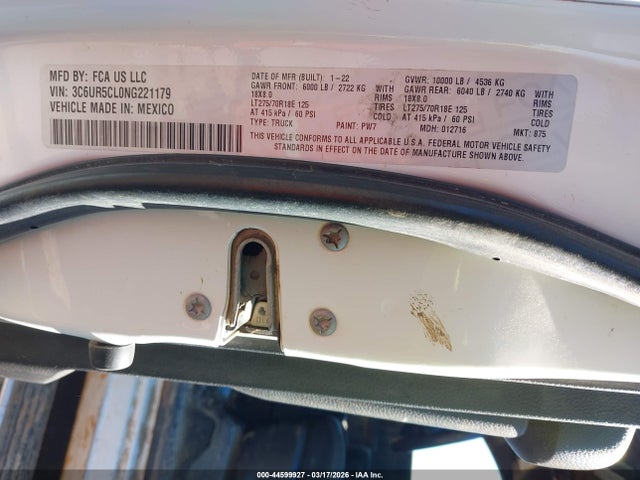 MFD BY: FCA US LLC
VIN: 3C6UR5CL0NG221179
VEHICLE MADE IN: MEXICO
DATE OF MFR (BUILT): 1-22
GAWR FRONT: 6000 LB / 2722 KG WITH
18X8.0 RIMS
LT275/70R18E 125 TIRES
AT 415 kPa / 60 PSI COLD
TYPE: TRUCK PAINT: PW7
GVWR: 10000 LB / 4536 KG
GAWR REAR: 6040 LB / 2740 KG WITH
18X8.0 RIMS
LT275/70R18E 125 TIRES
AT 415 kPa / 60 PSI COLD
MDH: 012716 MKT: 875
THIS VEHICLE CONFORMS TO ALL APPLICABLE U.S.A. FEDERAL MOTOR VEHICLE SAFETY
STANDARDS IN EFFECT ON THE DATE OF MANUFACTURE SHOWN ABOVE.
000-44599927 - 03/17/2026 - IAA Inc.